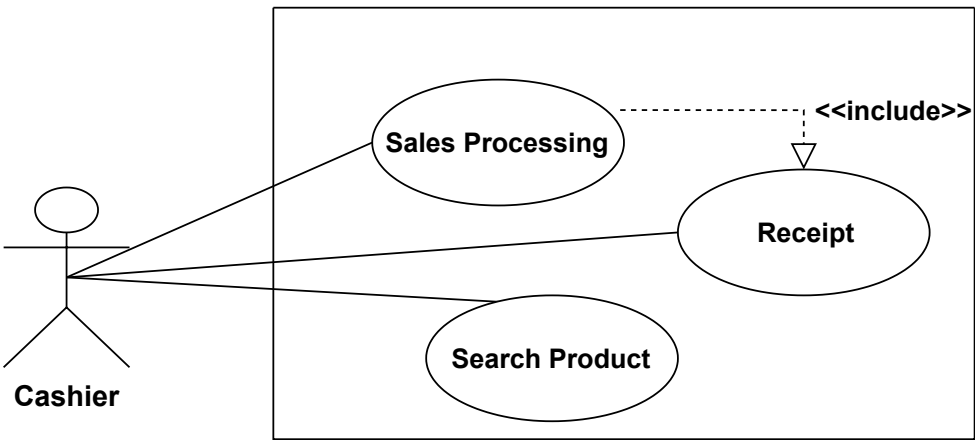 <<include>>
Sales Processing
Receipt
Search Product
Cashier